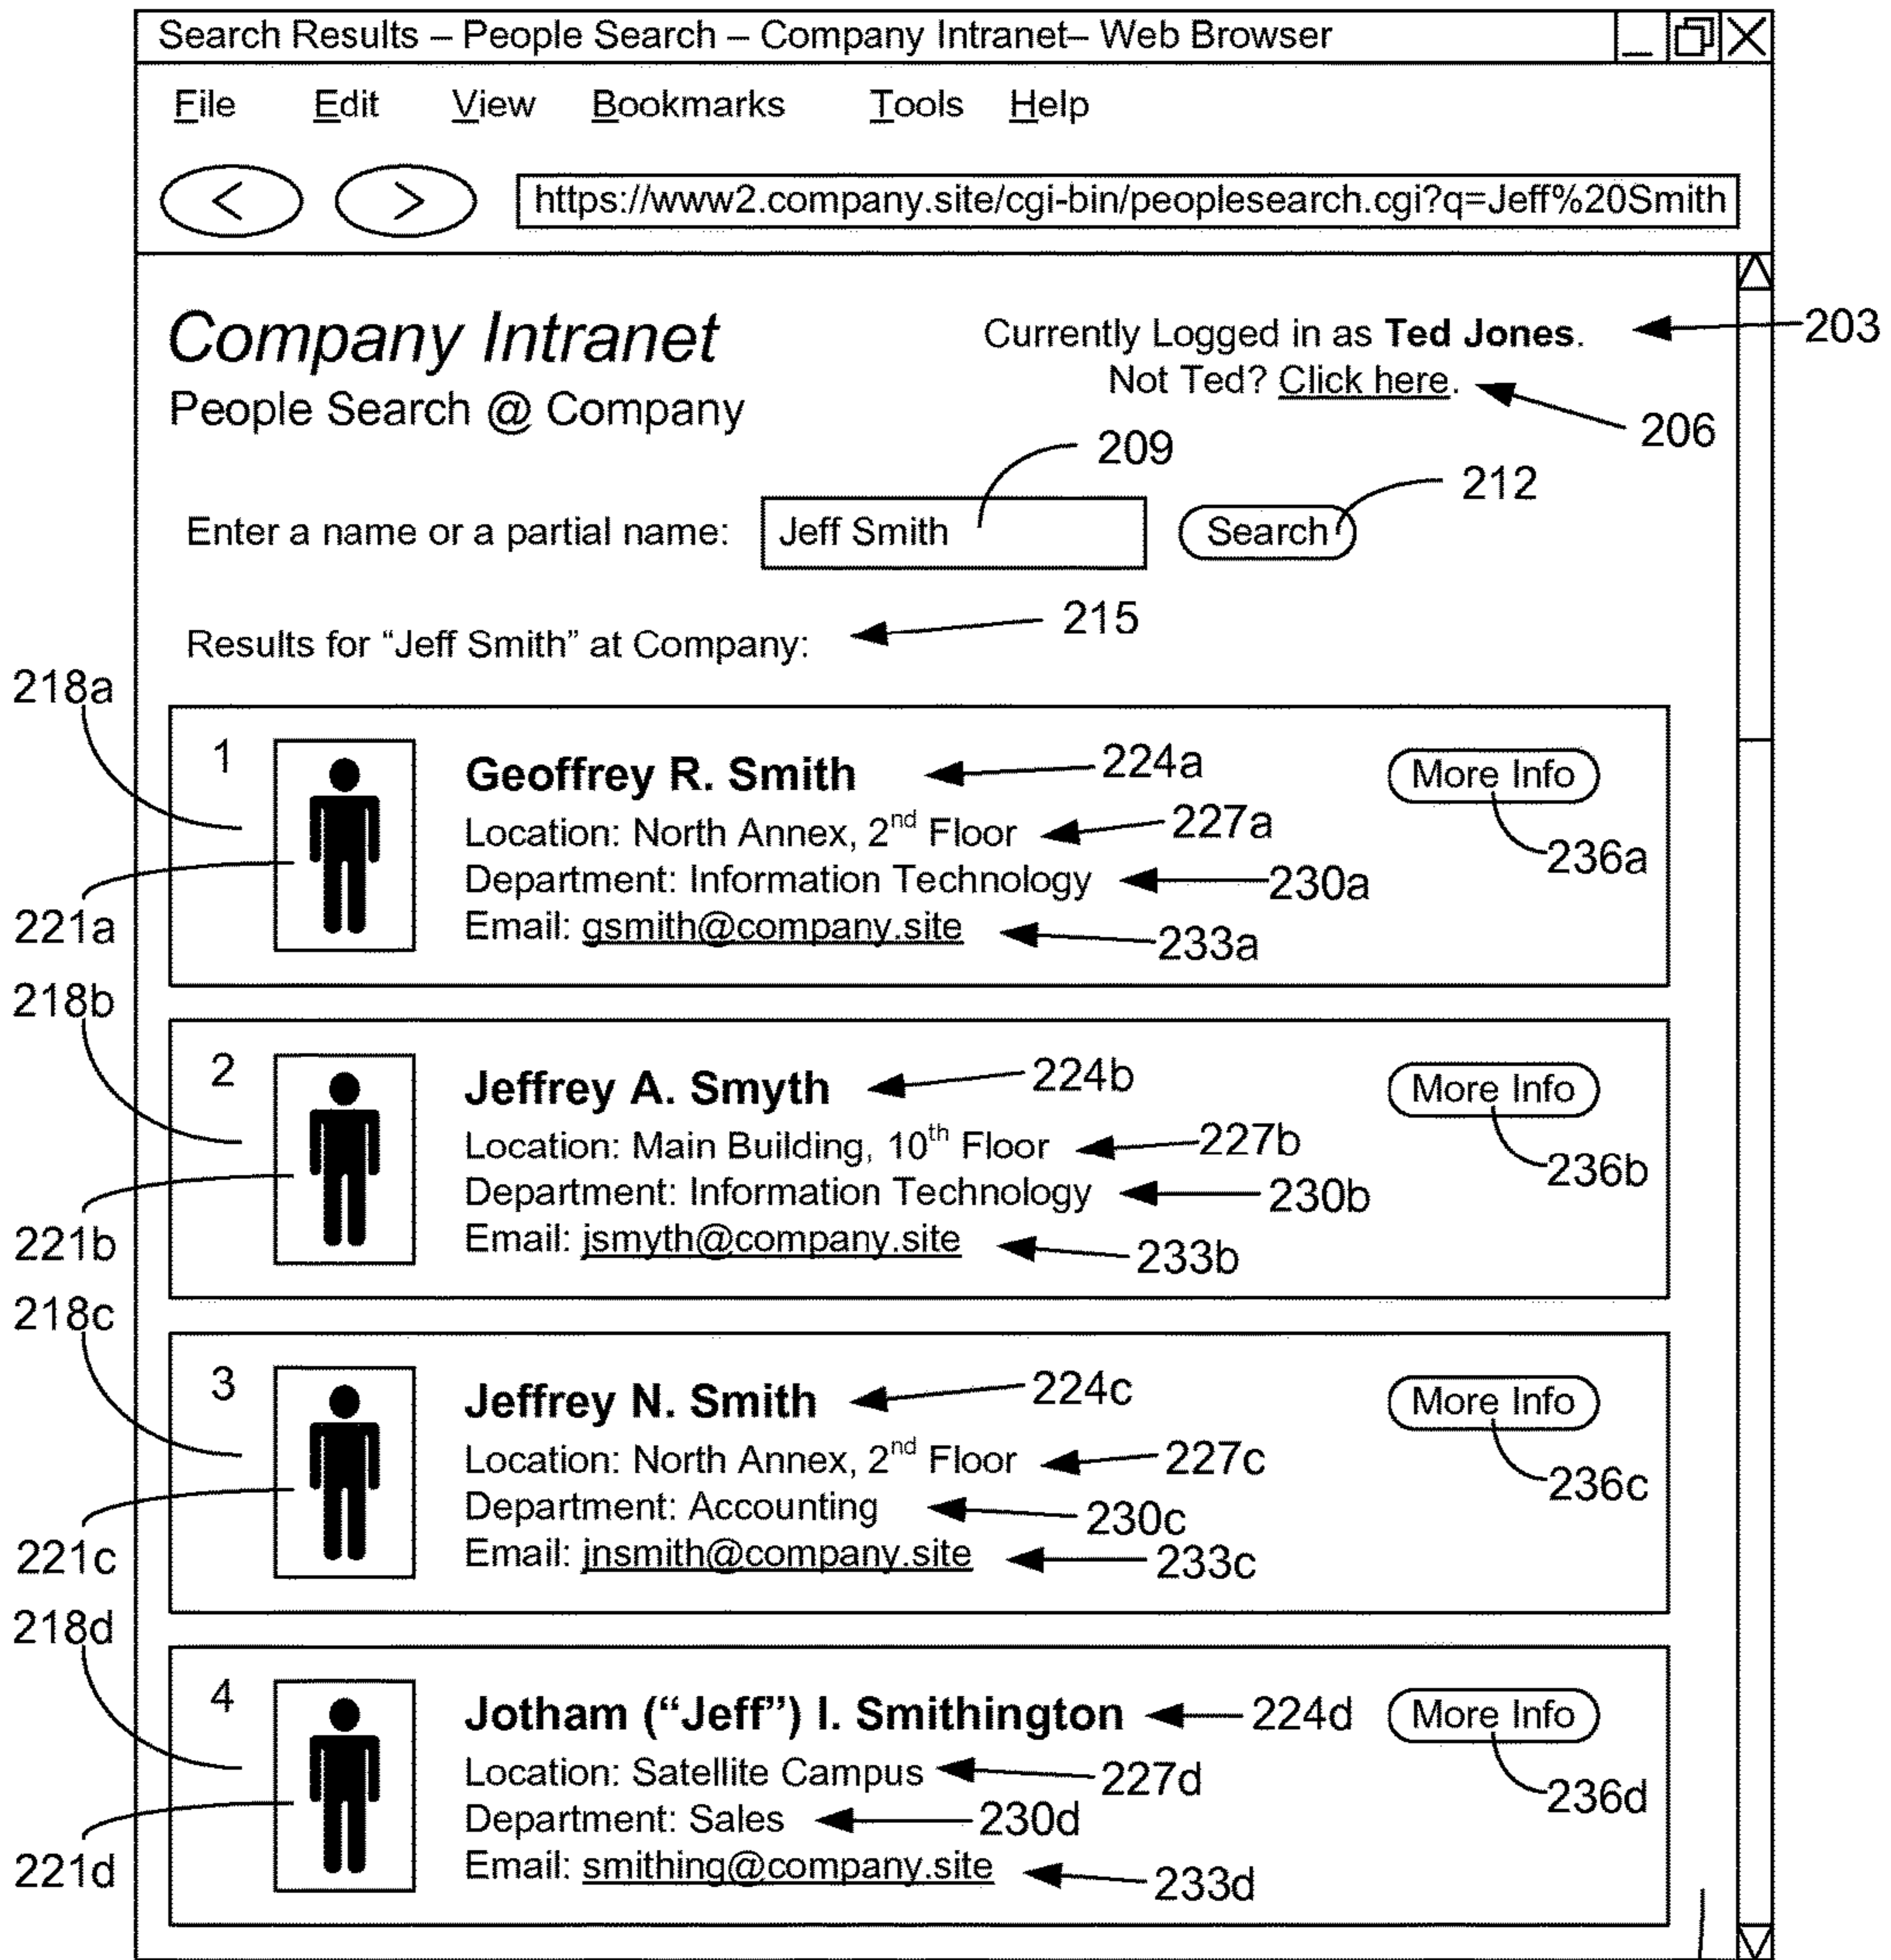 Search Results – People Search – Company Intranet– Web Browser
File Edit View Bookmarks Tools Help
< > https://www2.company.site/cgi-bin/peoplesearch.cgi?q=Jeff%20Smith
Company Intranet
Currently Logged in as Ted Jones. 203
People Search @ Company
Not Ted? Click here. 206
209
212
Enter a name or a partial name: Jeff Smith Search
215
Results for “Jeff Smith” at Company:
218a
1 Geoffrey R. Smith 224a More Info
Location: North Annex, 2nd Floor 227a
236a
Department: Information Technology 230a
221a
Email: gsmith@company.site 233a
218b
2 Jeffrey A. Smyth 224b More Info
Location: Main Building, 10th Floor 227b
236b
Department: Information Technology 230b
221b
Email: jsmyth@company.site 233b
218c
3 Jeffrey N. Smith 224c More Info
Location: North Annex, 2nd Floor 227c
236c
Department: Accounting 230c
221c
Email: jnsmith@company.site 233c
218d
4 Jotham (“Jeff”) I. Smithington 224d More Info
Location: Satellite Campus 227d
236d
Department: Sales 230d
221d
Email: smithing@company.site 233d